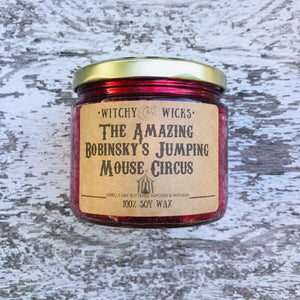 WITCHY WICKS
The Amazing
Bobinsky's Jumping
Mouse Circus
100% SOY WAX